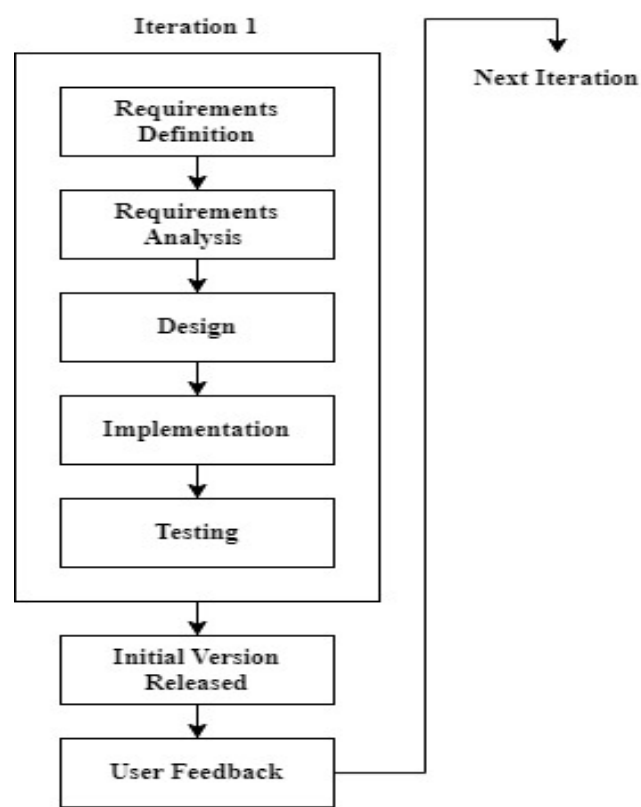 Iteration 1
Next Iteration
Requirements
Definition
Requirements
Analysis
Design
Implementation
Testing
Initial Version
Released
User Feedback